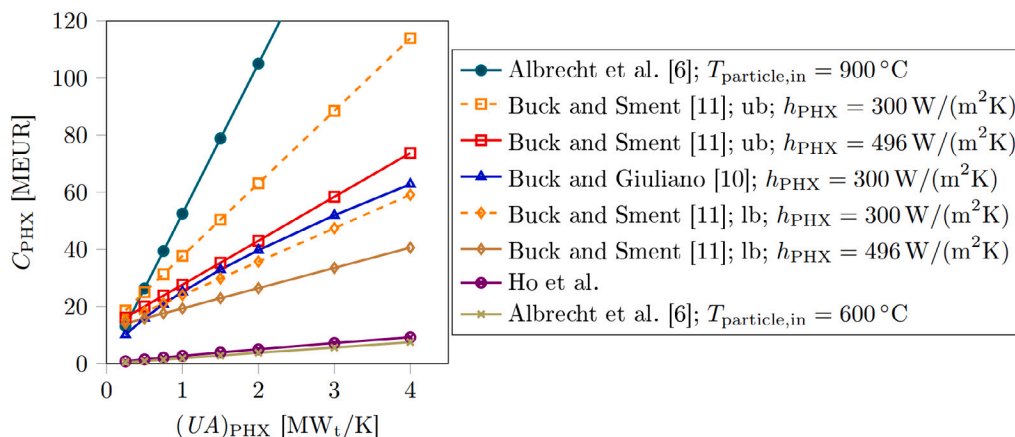 120
100
80
60
40
20
0
C_PHX [MEUR]
0 1 2 3 4
(UA)_PHX [MW_t/K]
Albrecht et al. [6]; T_particle,in = 900 °C
Buck and Sment [11]; ub; h_PHX = 300 W/(m²K)
Buck and Sment [11]; ub; h_PHX = 496 W/(m²K)
Buck and Giuliano [10]; h_PHX = 300 W/(m²K)
Buck and Sment [11]; lb; h_PHX = 300 W/(m²K)
Buck and Sment [11]; lb; h_PHX = 496 W/(m²K)
Ho et al.
Albrecht et al. [6]; T_particle,in = 600 °C